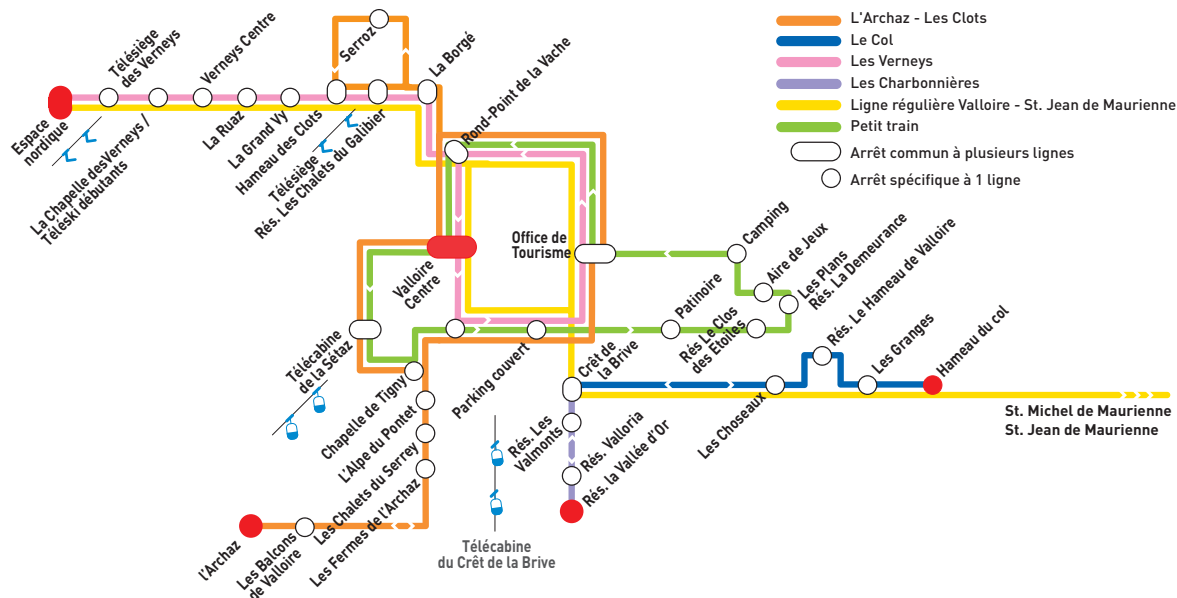 L'Archaz - Les Clots
Le Col
Les Verneys
Les Charbonnières
Ligne régulière Valloire - St. Jean de Maurienne
Petit train
Arrêt commun à plusieurs lignes
Arrêt spécifique à 1 ligne
Espace
nordique
Télésiège
des Verneys
La Chapelle desVerneys /
Téléski débutants
Verneys Centre
La Ruaz
La Grand Vy
Hameau des Clots
Serroz
Télésiège
Rés. Les Chalets du Galibier
La Borgé
Rond-Point de la Vache
Office de
Tourisme
Valloire
Centre
Camping
Aire de Jeux
Les Plans
Rés. La Demeurance
Patinoire
Rés Le Clos
des Etoiles
Rés. Le Hameau de Valloire
Les Granges
Hameau du col
Les Choseaux
Crêt de
la Brive
Parking couvert
Télécabine
de la Sétaz
Chapelle de Tigny
L'Alpe du Pontet
Les Chalets du Serrey
Les Fermes de l'Archaz
Les Balcons
de Valloire
l'Archaz
Rés. Les
Valmonts
Rés. Valloria
Rés. la Vallée d'Or
Télécabine
du Crêt de la Brive
St. Michel de Maurienne
St. Jean de Maurienne